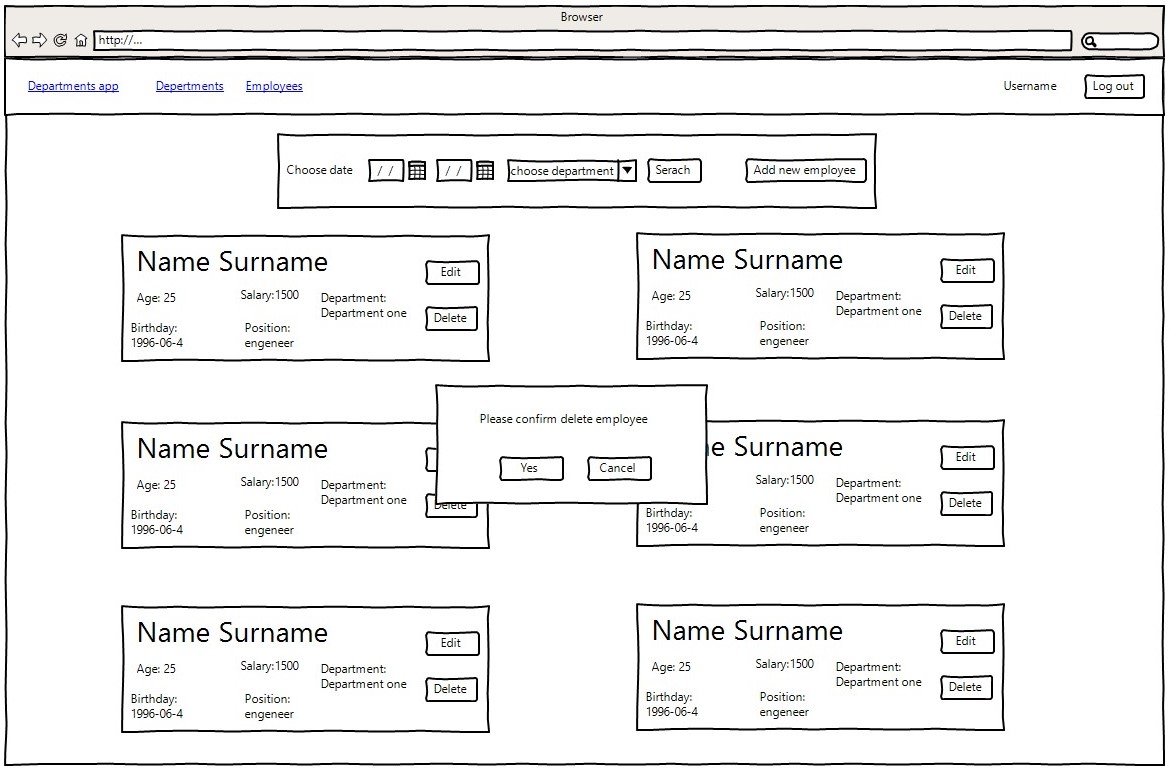 Browser
http://...
Departments app Depertments Employees Username Log out
Choose date / / / / choose department Serach Add new employee
Name Surname
Edit
Age: 25 Salary:1500 Department:
Department one
Delete
Birthday: Position:
1996-06-4 engeneer
Name Surname
Edit
Age: 25 Salary:1500 Department:
Department one
Delete
Birthday: Position:
1996-06-4 engeneer
Please confirm delete employee
Yes Cancel
Name Surname
Age: 25 Salary:1500 Department:
Department one
Delete
Birthday: Position:
1996-06-4 engeneer
Surname
Edit
Salary:1500 Department:
Department one
Delete
Birthday: Position:
1996-06-4 engeneer
Name Surname
Edit
Age: 25 Salary:1500 Department:
Department one
Delete
Birthday: Position:
1996-06-4 engeneer
Name Surname
Edit
Age: 25 Salary:1500 Department:
Department one
Delete
Birthday: Position:
1996-06-4 engeneer